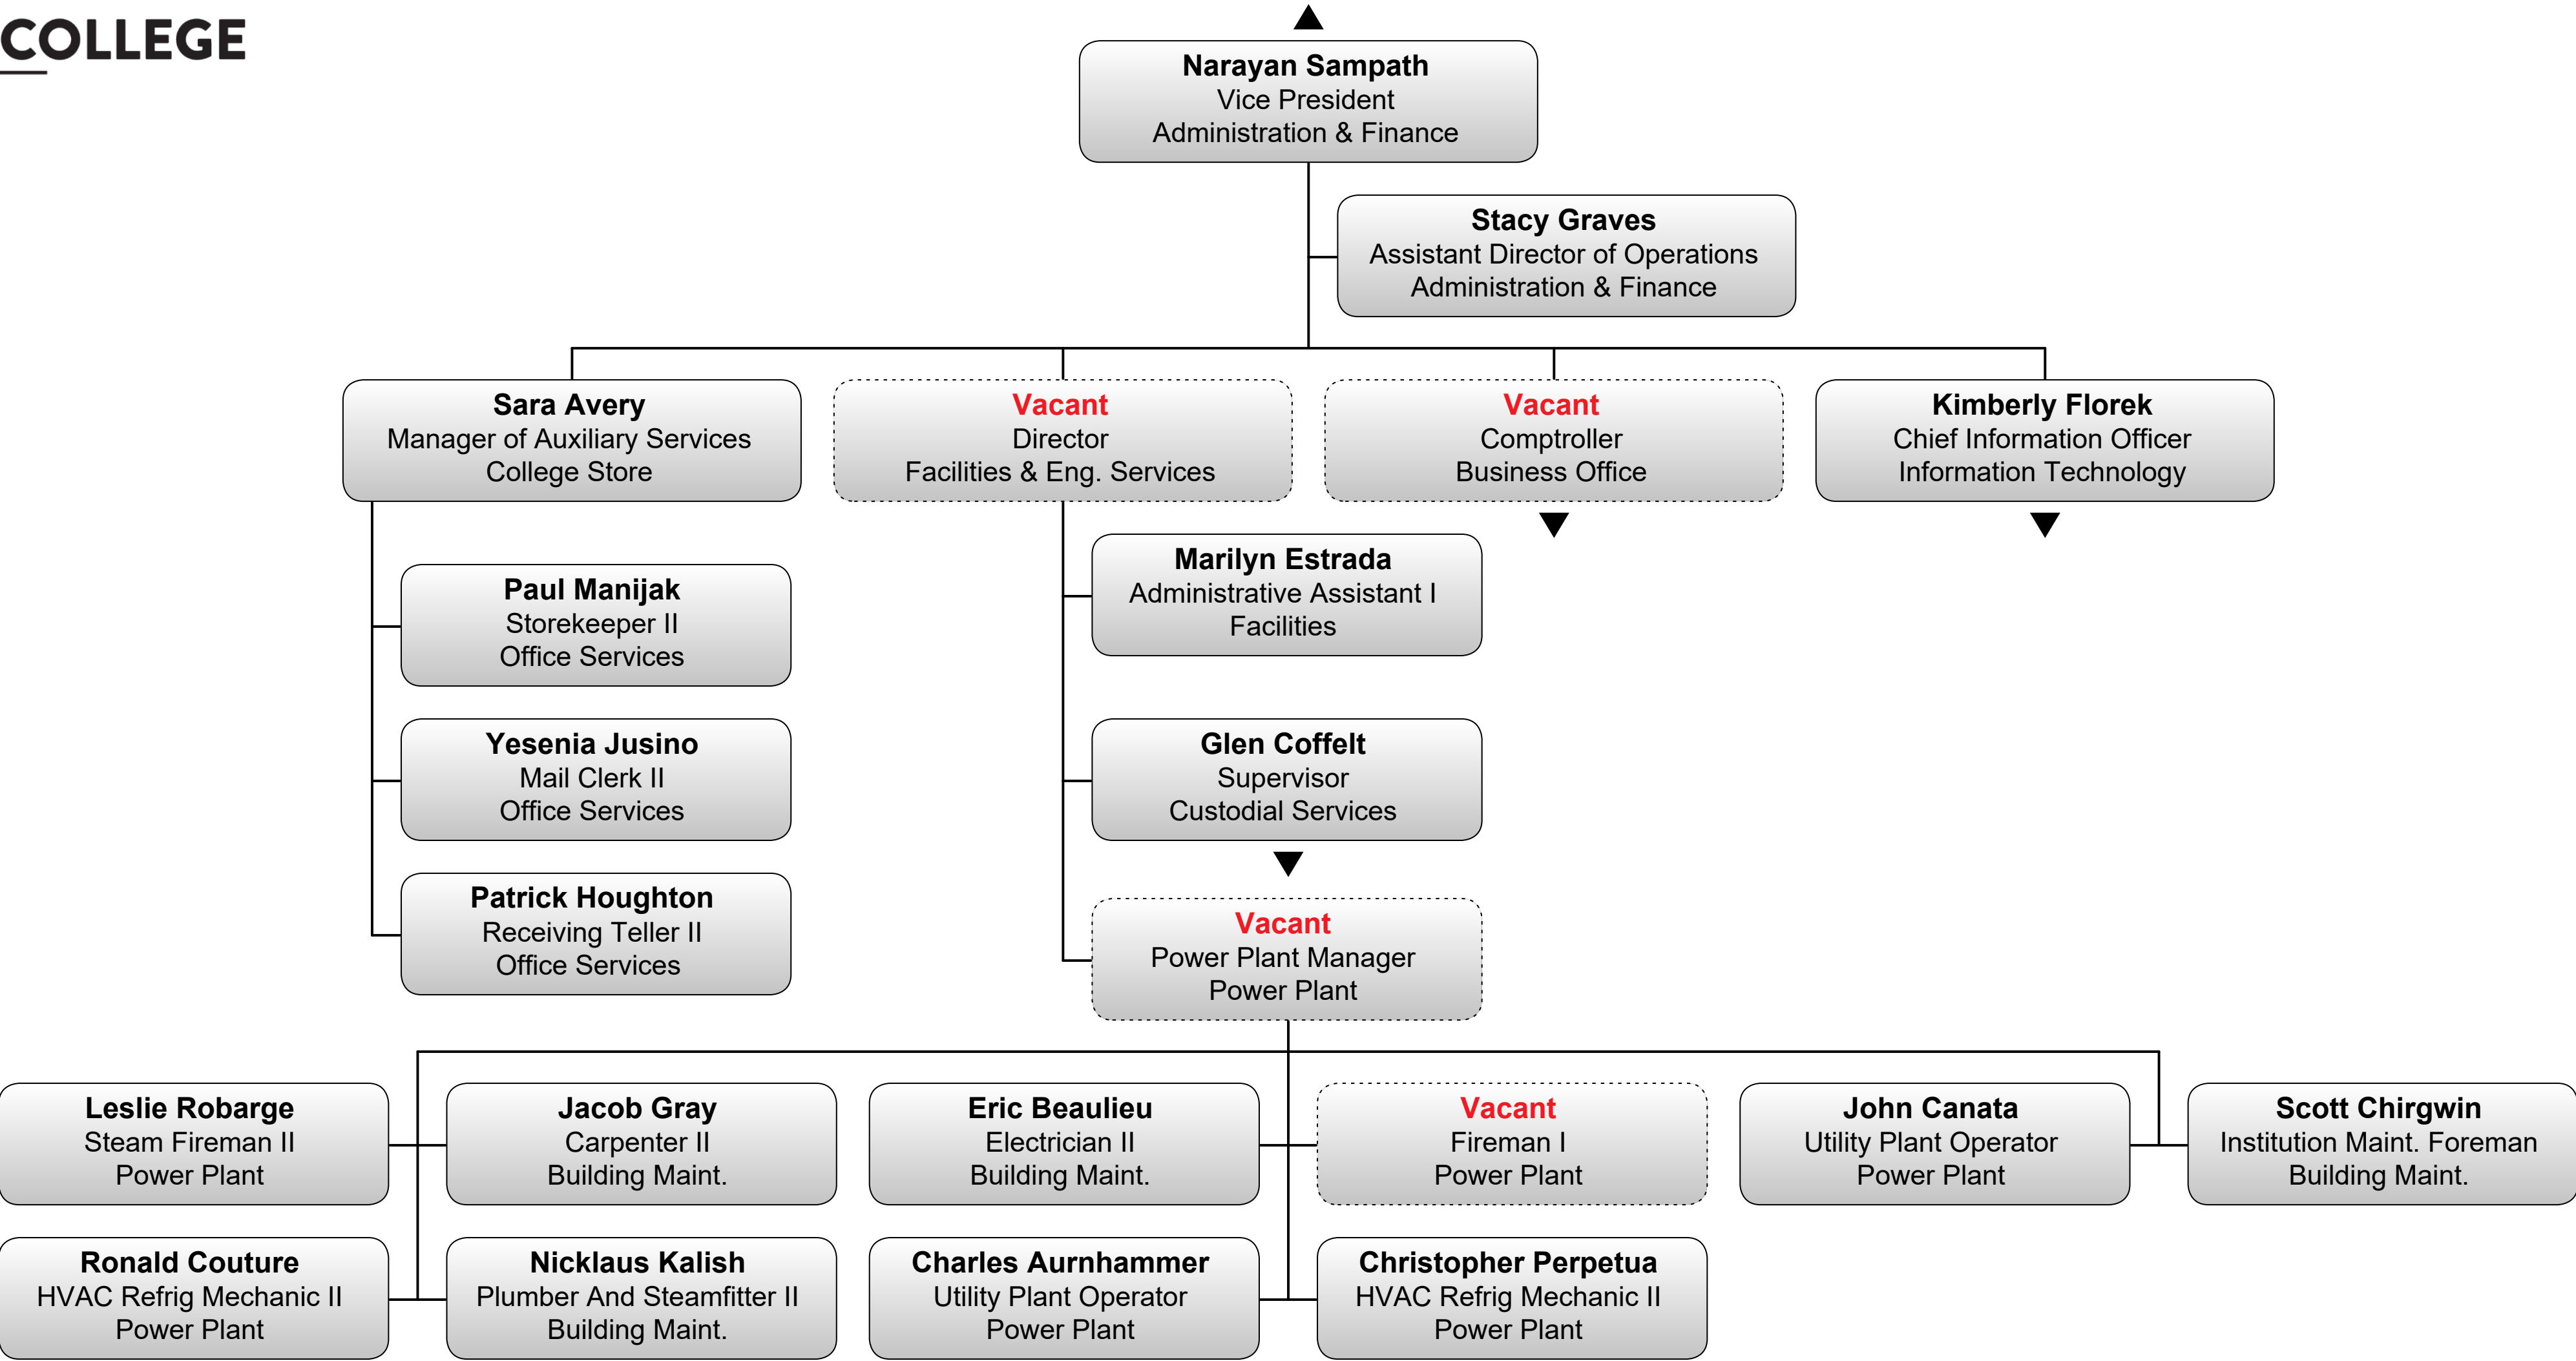 COLLEGE
Narayan Sampath
Vice President
Administration & Finance
Stacy Graves
Assistant Director of Operations
Administration & Finance
Sara Avery
Manager of Auxiliary Services
College Store
Vacant
Director
Facilities & Eng. Services
Vacant
Comptroller
Business Office
Kimberly Florek
Chief Information Officer
Information Technology
Paul Manijak
Storekeeper II
Office Services
Yesenia Jusino
Mail Clerk II
Office Services
Patrick Houghton
Receiving Teller II
Office Services
Marilyn Estrada
Administrative Assistant I
Facilities
Glen Coffelt
Supervisor
Custodial Services
Vacant
Power Plant Manager
Power Plant
Leslie Robarge
Steam Fireman II
Power Plant
Jacob Gray
Carpenter II
Building Maint.
Eric Beaulieu
Electrician II
Building Maint.
Vacant
Fireman I
Power Plant
John Canata
Utility Plant Operator
Power Plant
Scott Chirgwin
Institution Maint. Foreman
Building Maint.
Ronald Couture
HVAC Refrig Mechanic II
Power Plant
Nicklaus Kalish
Plumber And Steamfitter II
Building Maint.
Charles Aurnhammer
Utility Plant Operator
Power Plant
Christopher Perpetua
HVAC Refrig Mechanic II
Power Plant